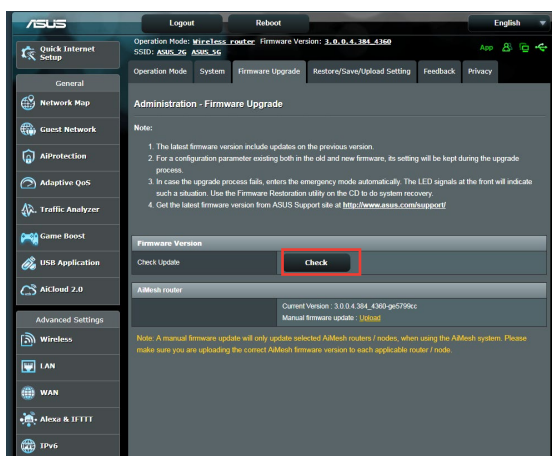 ASUS
Logout
Reboot
English
Operation Mode: Wireless router Firmware Version: 3.0.0.4.384_4360
SSID: ASUS_2G ASUS_5G
App
Quick Internet
Setup
Operation Mode
System
Firmware Upgrade
Restore/Save/Upload Setting
Feedback
Privacy
General
Network Map
Guest Network
AiProtection
Adaptive QoS
Traffic Analyzer
Game Boost
USB Application
AiCloud 2.0
Advanced Settings
Wireless
LAN
WAN
Alexa & IFTTT
IPv6
Administration - Firmware Upgrade
Note:
1. The latest firmware version include updates on the previous version.
2. For a configuration parameter existing both in the old and new firmware, its setting will be kept during the upgrade
process.
3. In case the upgrade process fails, enters the emergency mode automatically. The LED signals at the front will indicate
such a situation. Use the Firmware Restoration utility on the CD to do system recovery.
4. Get the latest firmware version from ASUS Support site at http://www.asus.com/support/
Firmware Version
Check Update
Check
AiMesh router
Current Version : 3.0.0.4.384_4360-ge5799cc
Manual firmware update : Upload
Note: A manual firmware update will only update selected AiMesh routers / nodes, when using the AiMesh system. Please
make sure you are uploading the correct AiMesh firmware version to each applicable router / node.